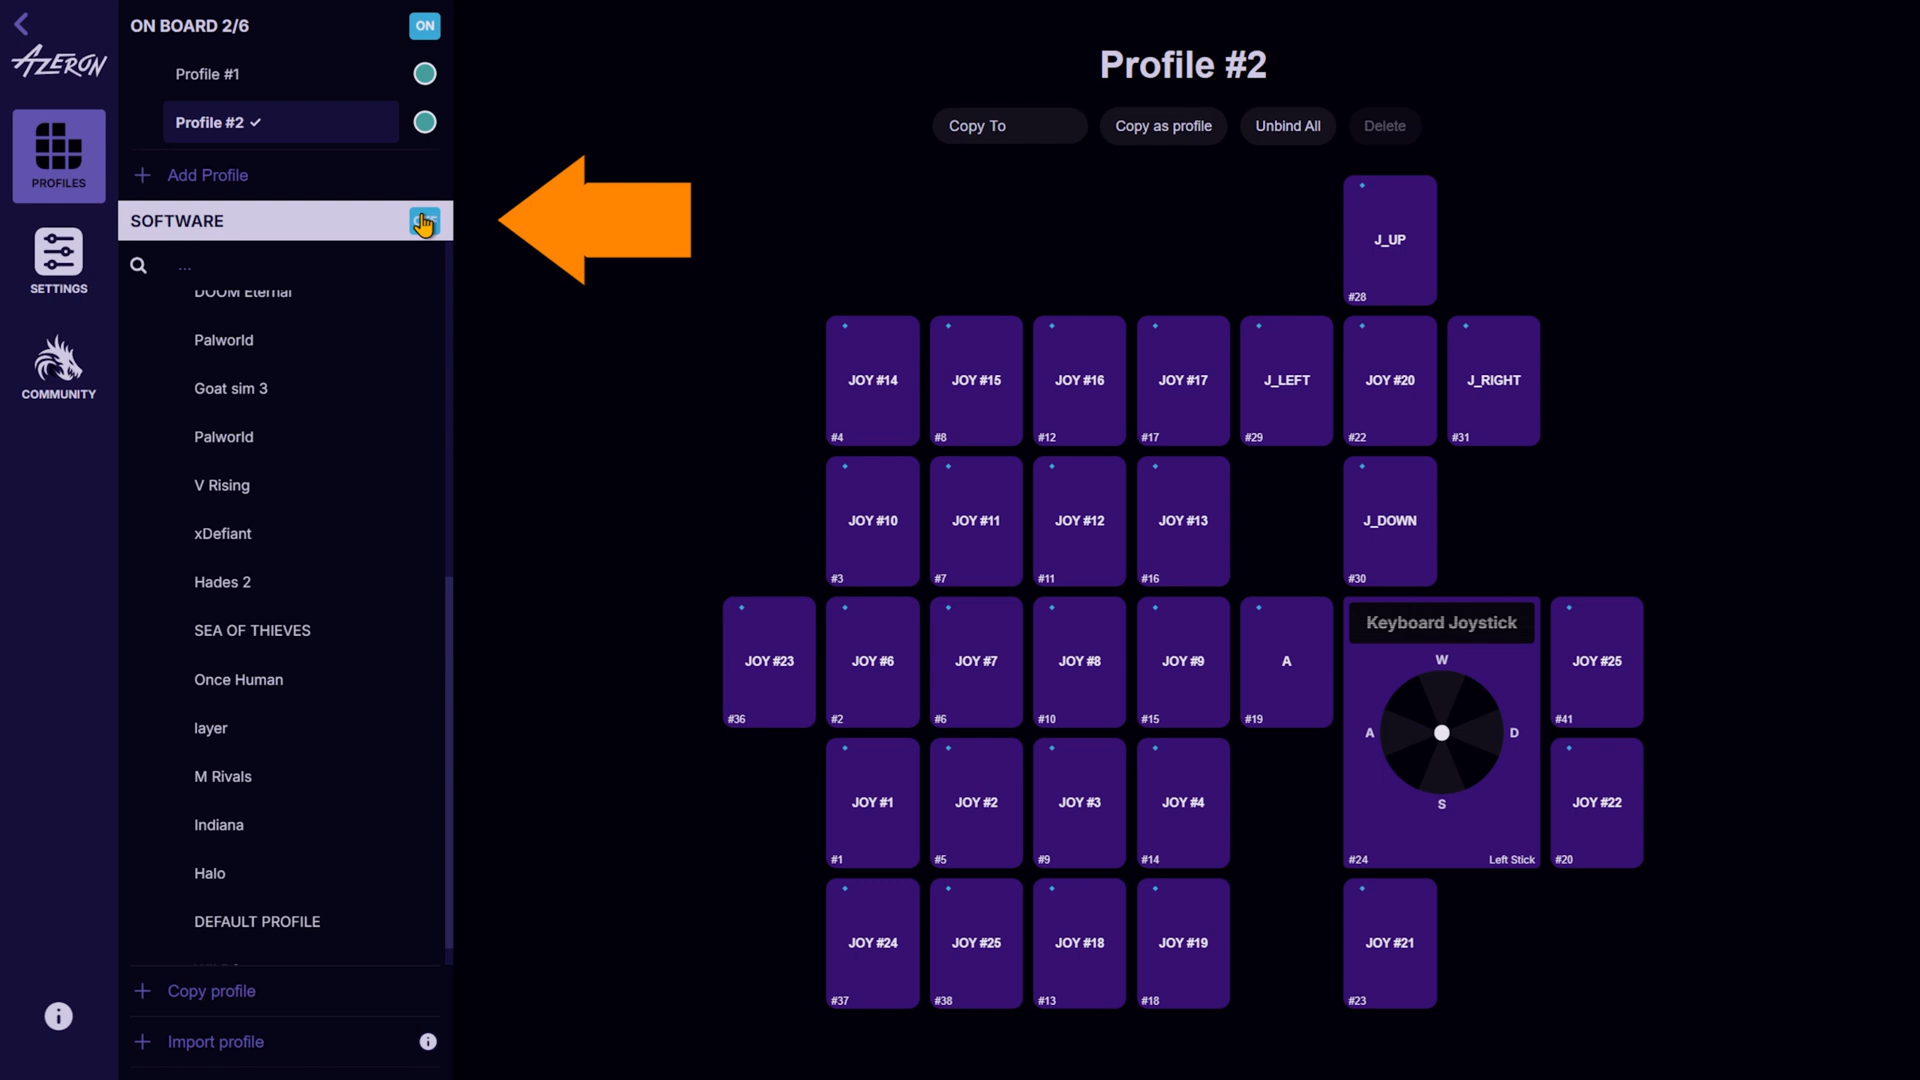 AZERON
PROFILES
SETTINGS
COMMUNITY
ON BOARD 2/6
ON
Profile #1
Profile #2
Add Profile
SOFTWARE
...
DOOM Eternal
Palworld
Goat sim 3
Palworld
V Rising
xDefiant
Hades 2
SEA OF THIEVES
Once Human
layer
M Rivals
Indiana
Halo
DEFAULT PROFILE
Copy profile
Import profile
Profile #2
Copy To
Copy as profile
Unbind All
Delete
J_UP
#28
JOY #14
JOY #15
JOY #16
JOY #17
J_LEFT
JOY #20
J_RIGHT
#4
#8
#12
#17
#29
#22
#31
JOY #10
JOY #11
JOY #12
JOY #13
J_DOWN
#3
#7
#11
#16
#30
Keyboard Joystick
W
JOY #23
JOY #6
JOY #7
JOY #8
JOY #9
A
JOY #25
#36
#2
#6
#10
#15
#19
#41
A
D
JOY #1
JOY #2
JOY #3
JOY #4
S
JOY #22
#1
#5
#9
#14
#24
Left Stick
#20
JOY #24
JOY #25
JOY #18
JOY #19
JOY #21
#37
#38
#13
#18
#23